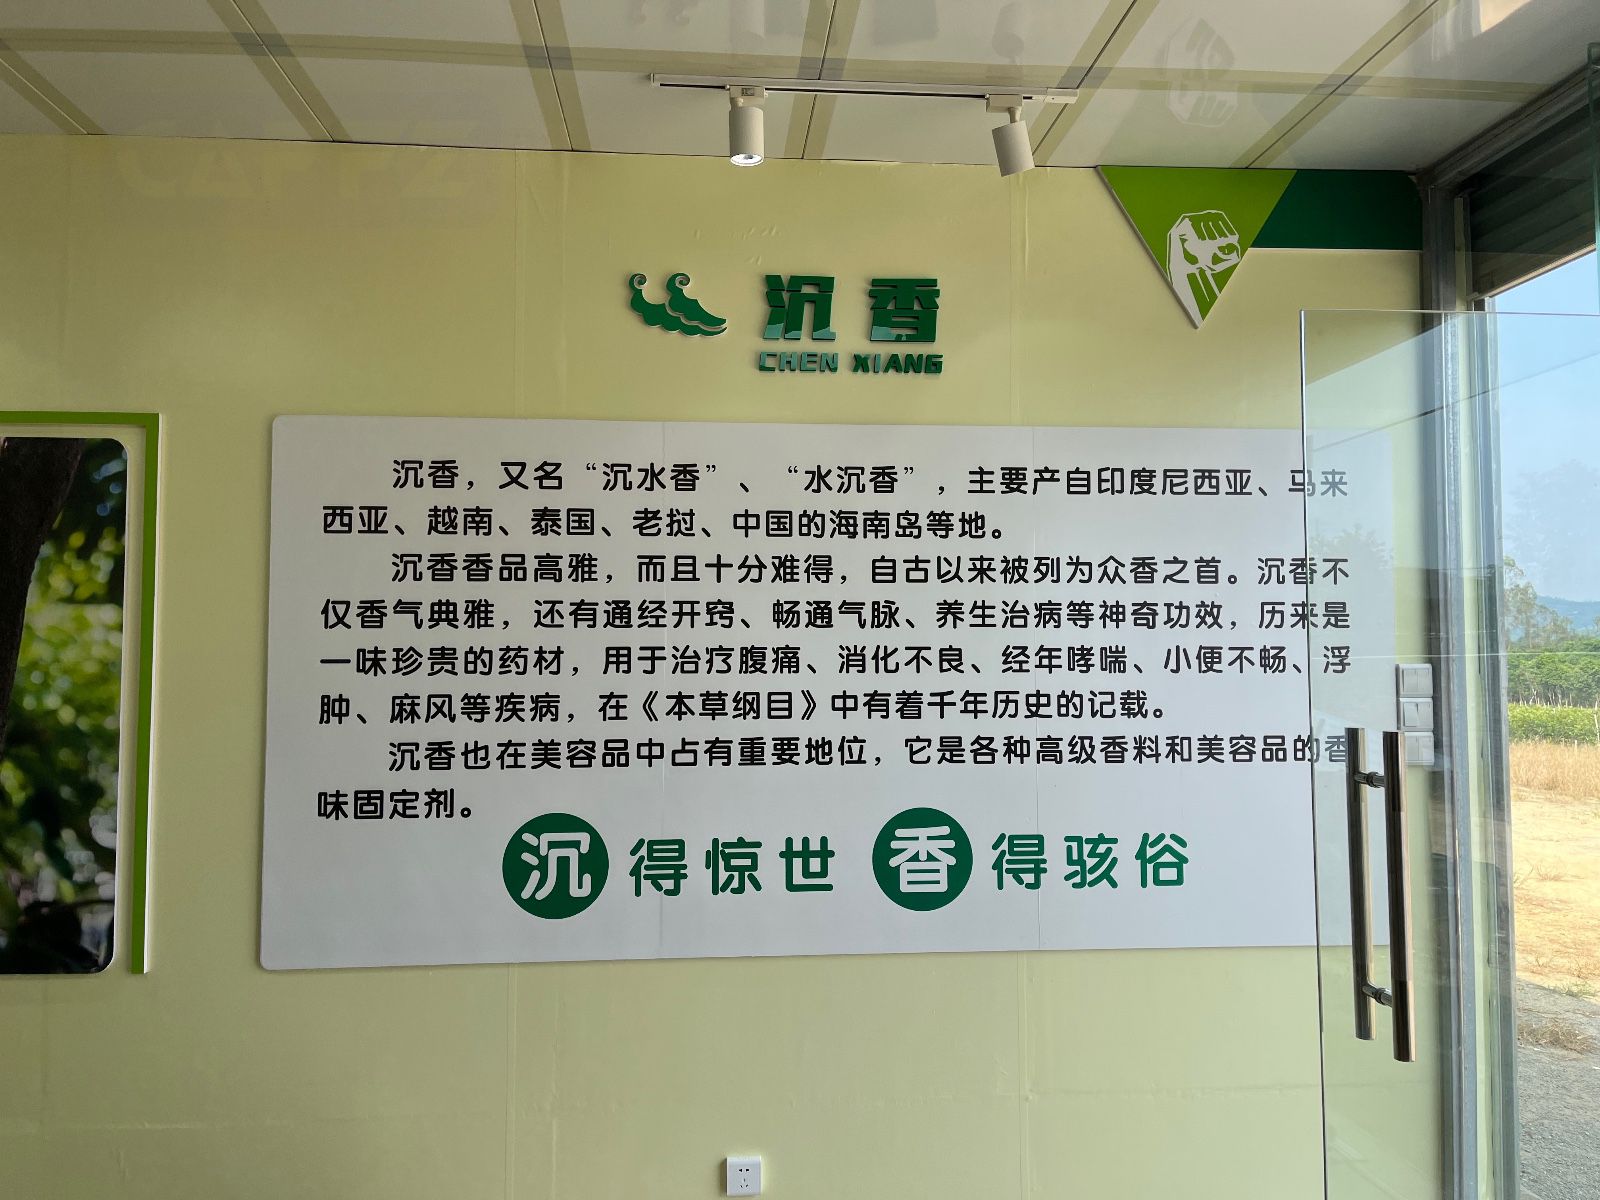 沉香
CHEN XIANG
沉香，又名“沉水香”、“水沉香”，主要产自印度尼西亚、马来
西亚、越南、泰国、老挝、中国的海南岛等地。
沉香香品高雅，而且十分难得，自古以来被列为众香之首。沉香不
仅香气典雅，还有通经开窍、畅通气脉、养生治病等神奇功效，历来是
一味珍贵的药材，用于治疗腹痛、消化不良、经年哮喘、小便不畅、浮
肿、麻风等疾病，在《本草纲目》中有着千年历史的记载。
沉香也在美容品中占有重要地位，它是各种高级香料和美容品的香
味固定剂。
沉得惊世 香得骇俗